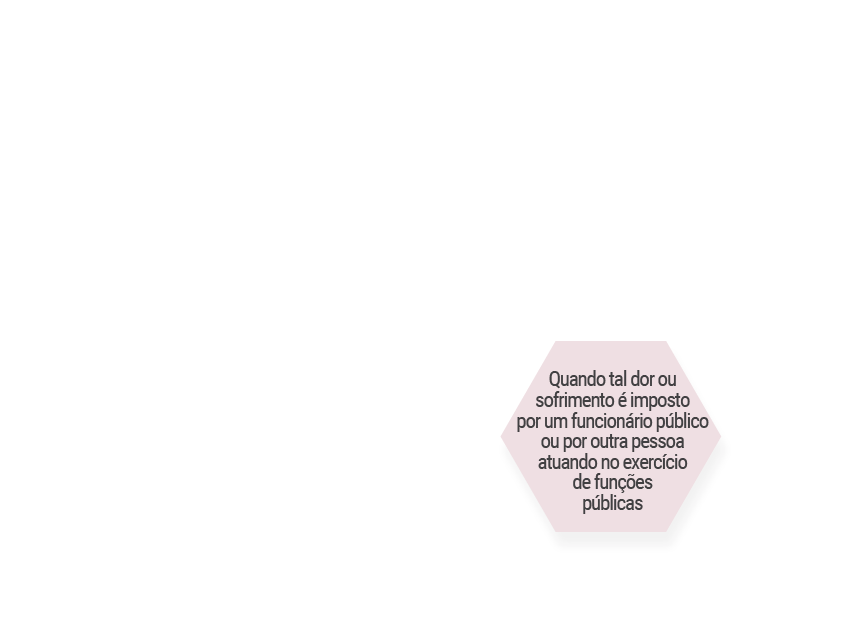 Quando tal dor ou
sofrimento é imposto
por um funcionário público
ou por outra pessoa
atuando no exercício
de funções
públicas